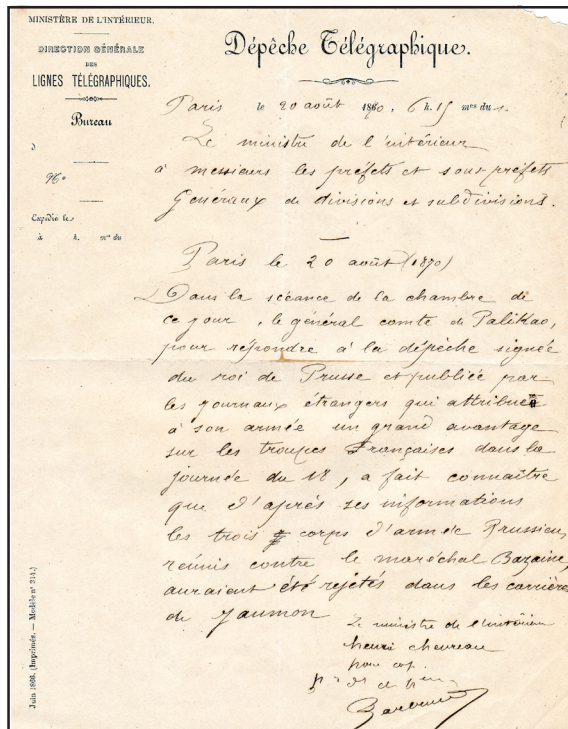 MINISTÈRE DE L'INTÉRIEUR.
DIRECTION GÉNÉRALE
DES
LIGNES TÉLÉGRAPHIQUES.
Bureau
d
N°
Expédié le
à h. mes du
Dépêche Télégraphique.
Paris le 20 août 1870, 6 h. 15 mes du s.
Le ministre de l'intérieur
à messieurs les préfets et sous-préfets
Généraux de divisions et subdivisions.
Paris le 20 août (1870)
Dans la scéance de la chambre de
ce jour, le général comte de Palikao,
pour répondre à la dépêche signée
du roi de Prusse et publiée par
les journaux étrangers qui attribue
à son armée un grand avantage
sur les troupes Françaises dans la
journée du 18, a fait connaître
que d'après ses informations
les trois corps d'armée Prussiens
réunis contre le maréchal Bazaine,
auraient été rejetés dans les carrières
de Jaumon
Le ministre de l'intérieur
henri chevreau
pour cop.
Juin 1866. (Imprimés. — Modèle n° 314.)